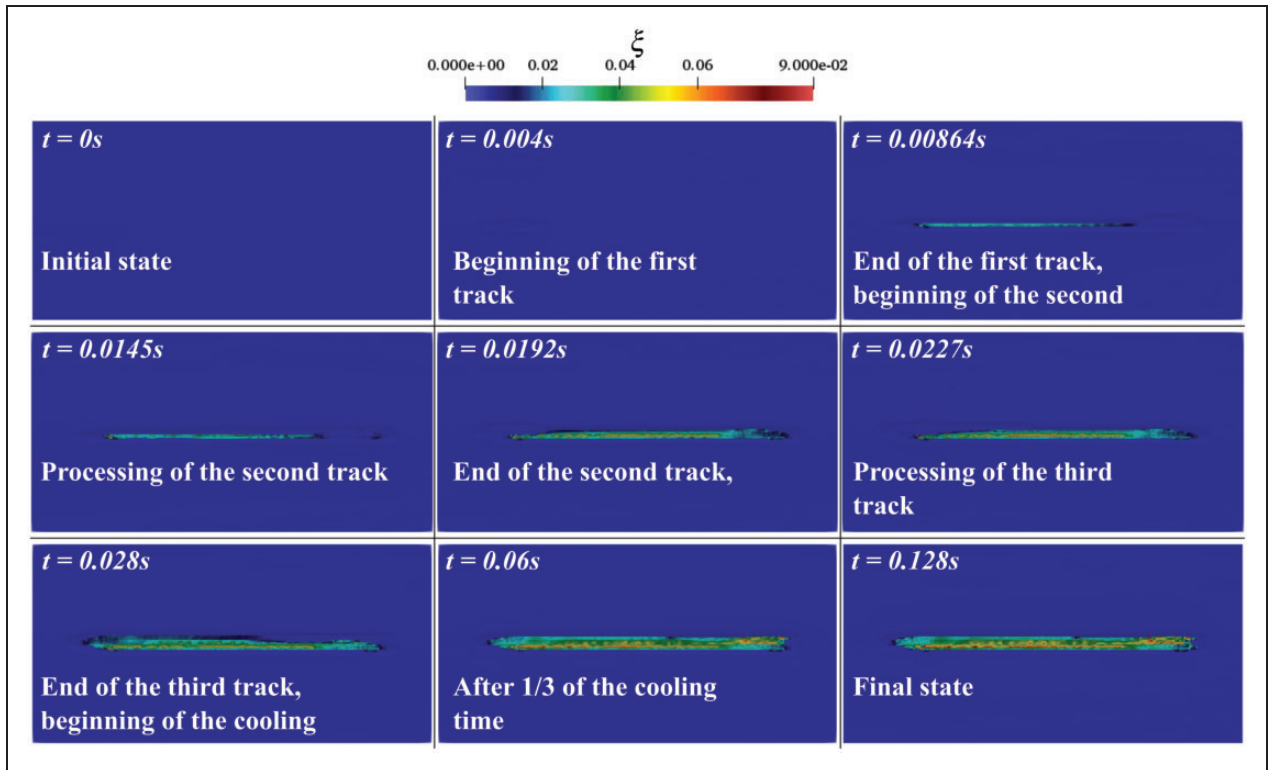 ξ
0.000e+00 0.02 0.04 0.06 9.000e-02
t = 0s
Initial state
t = 0.004s
Beginning of the first
track
t = 0.00864s
End of the first track,
beginning of the second
t = 0.0145s
Processing of the second track
t = 0.0192s
End of the second track,
t = 0.0227s
Processing of the third
track
t = 0.028s
End of the third track,
beginning of the cooling
t = 0.06s
After 1/3 of the cooling
time
t = 0.128s
Final state